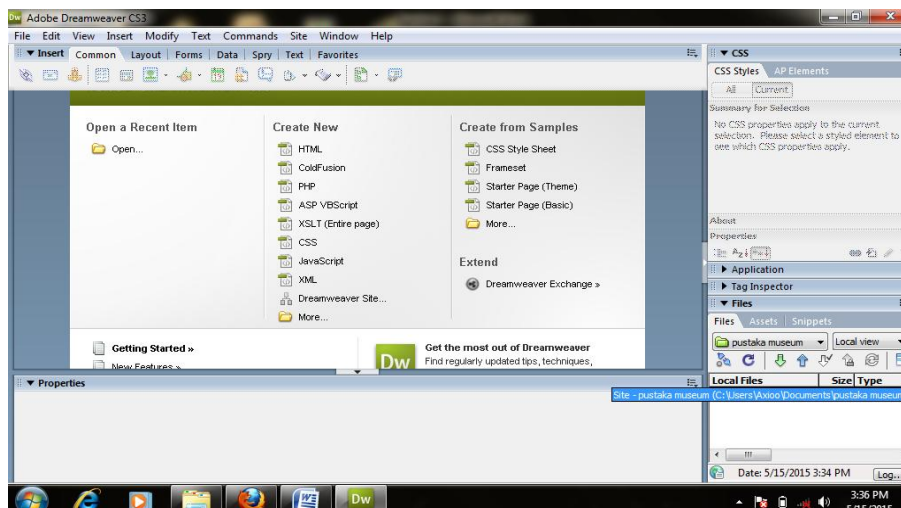 Dw Adobe Dreamweaver CS3
File Edit View Insert Modify Text Commands Site Window Help
▼ Insert Common Layout Forms Data Spry Text Favorites
Open a Recent Item
Open...
Create New
HTML
ColdFusion
PHP
ASP VBScript
XSLT (Entire page)
CSS
JavaScript
XML
Dreamweaver Site...
More...
Create from Samples
CSS Style Sheet
Frameset
Starter Page (Theme)
Starter Page (Basic)
More...
Extend
Dreamweaver Exchange »
Getting Started »
New Features »
Dw
Get the most out of Dreamweaver
Find regularly updated tips, techniques,
▼ Properties
▼ CSS
CSS Styles AP Elements
All Current
Summary for Selection
No CSS properties apply to the current
selection. Please select a styled element to
see which CSS properties apply.
About
Properties
▶ Application
▶ Tag Inspector
▼ Files
Files Assets Snippets
pustaka museum Local view
Local Files Size Type
Site - pustaka museum (C:\Users\Axioo\Documents\pustaka museum
Date: 5/15/2015 3:34 PM Log...
Dw
3:36 PM
5/15/2015